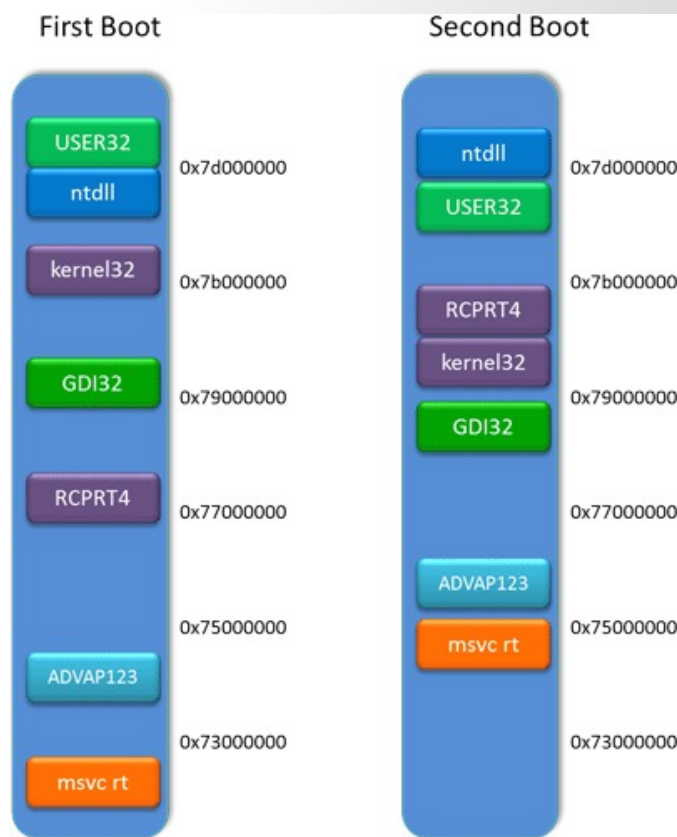 First Boot
USER32
0x7d000000
ntdll
kernel32
0x7b000000
GDI32
0x79000000
RCPRT4
0x77000000
0x75000000
ADVAP123
0x73000000
msvc rt
Second Boot
ntdll
0x7d000000
USER32
0x7b000000
RCPRT4
kernel32
0x79000000
GDI32
0x77000000
ADVAP123
0x75000000
msvc rt
0x73000000